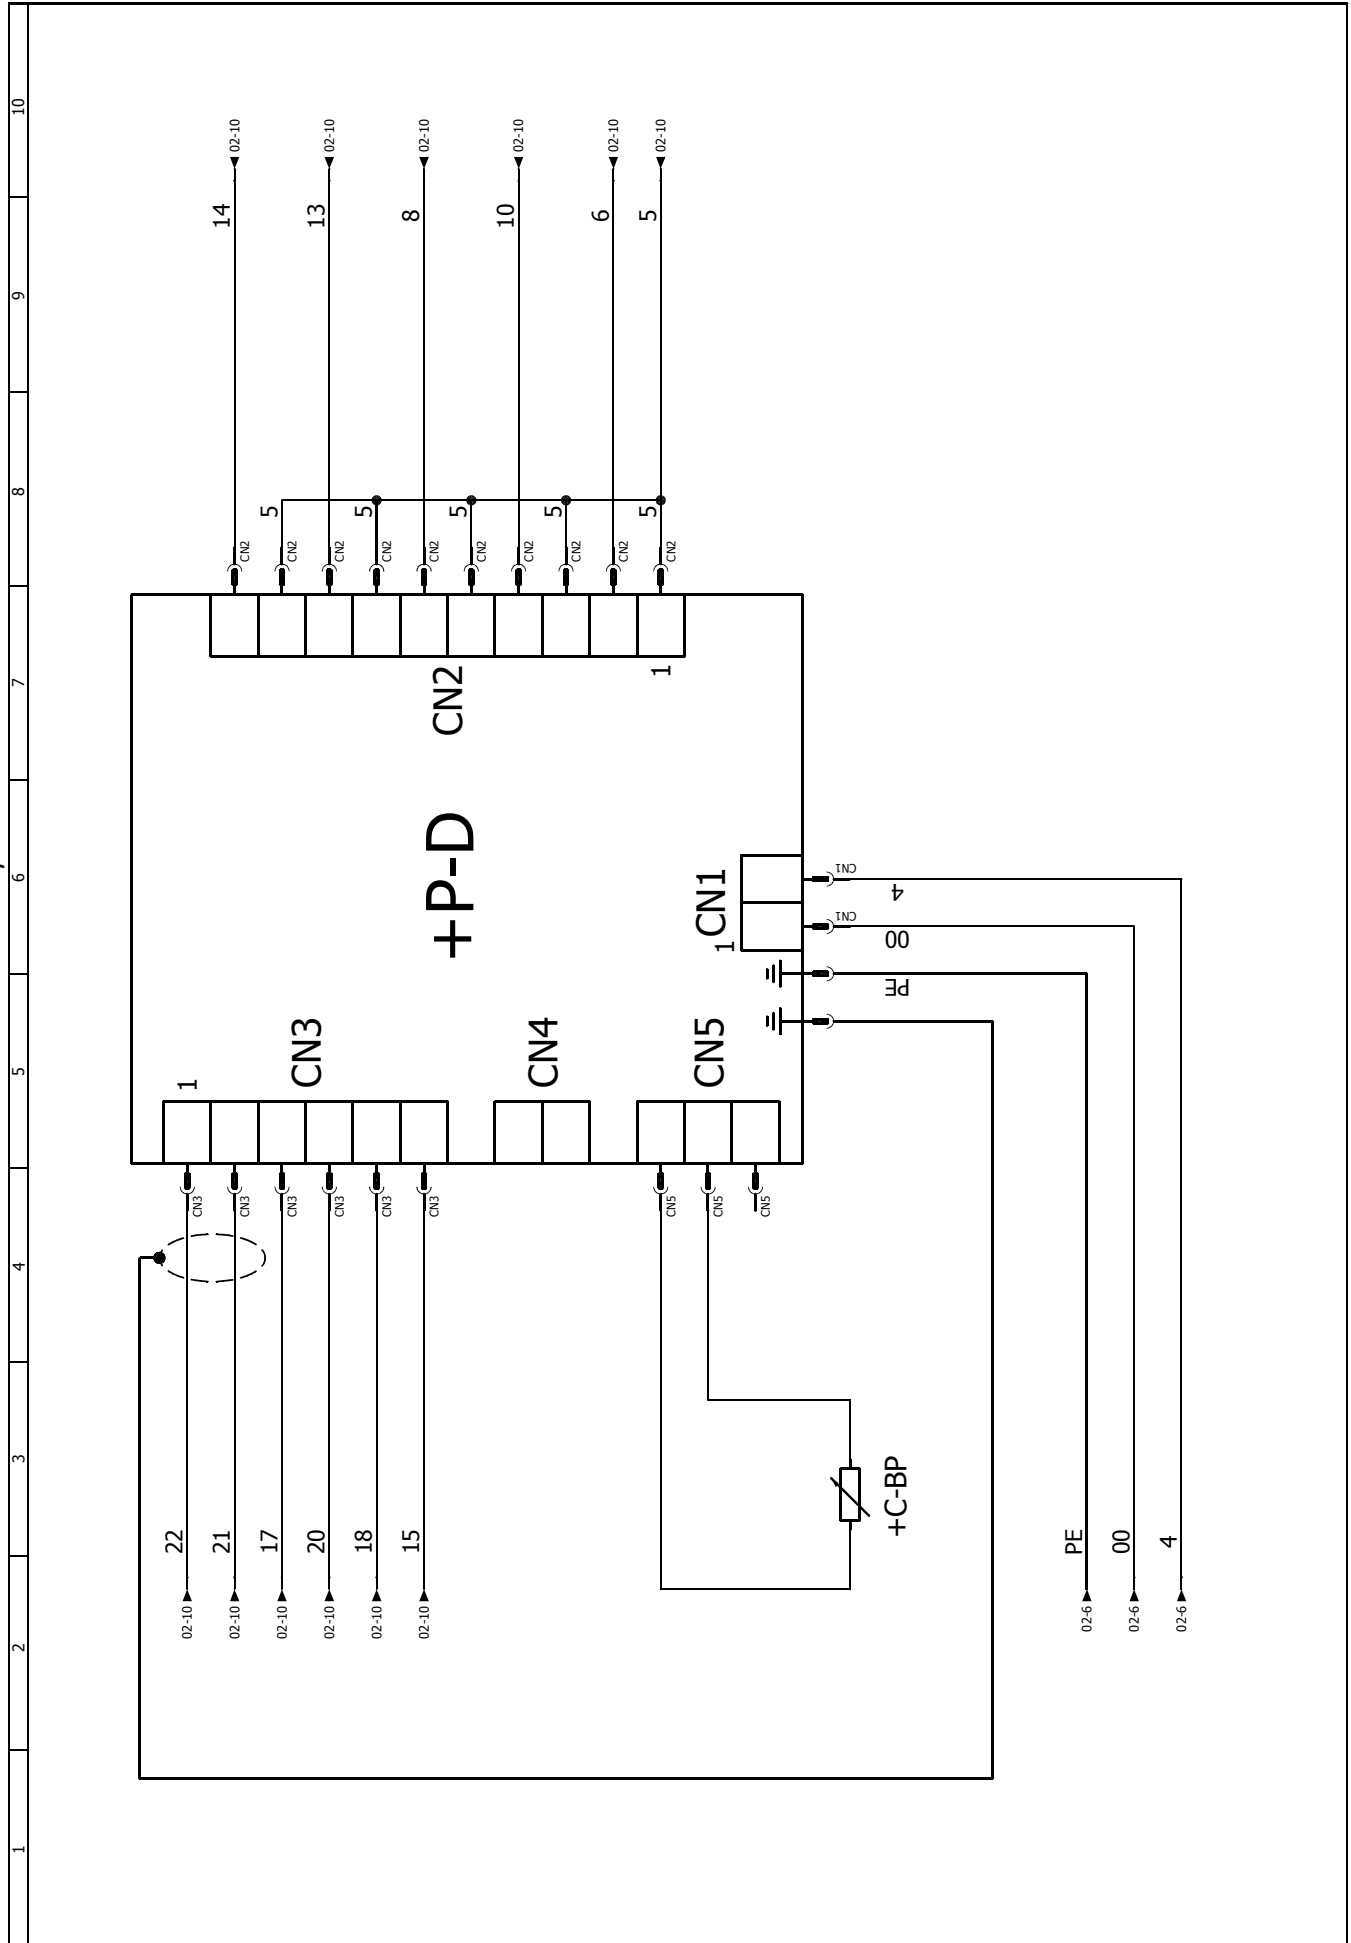 1 2 3 4 5 6 7 8 9 10
02-10 22 CN3 1
02-10 21 CN3 CN2 14 02-10
02-10 17 CN3 CN2 5
CN3
02-10 20 CN3 CN2 13 02-10
02-10 18 CN3 CN2 5
02-10 15 CN3 CN2 8 02-10
+P-D
CN2
CN2 5
CN2 10 02-10
CN4
CN2 5
CN2 6 02-10
CN5 1 CN2 5 5 02-10
CN5
CN5
CN5
CN1
1
CN1
CN1
+C-BP
PE 00 4
02-6 PE
02-6 00
02-6 4